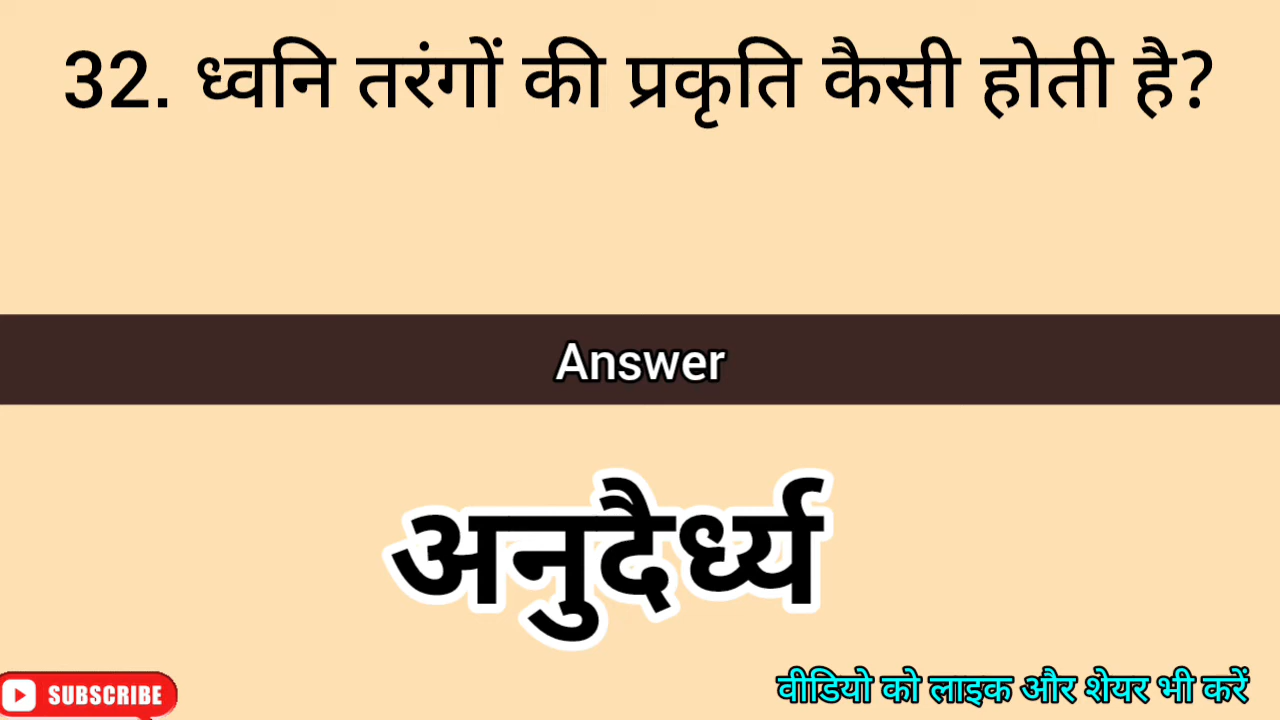 32. ध्वनि तरंगों की प्रकृति कैसी होती है?
Answer
अनुदैर्ध्य
SUBSCRIBE
वीडियो को लाइक और शेयर भी करें